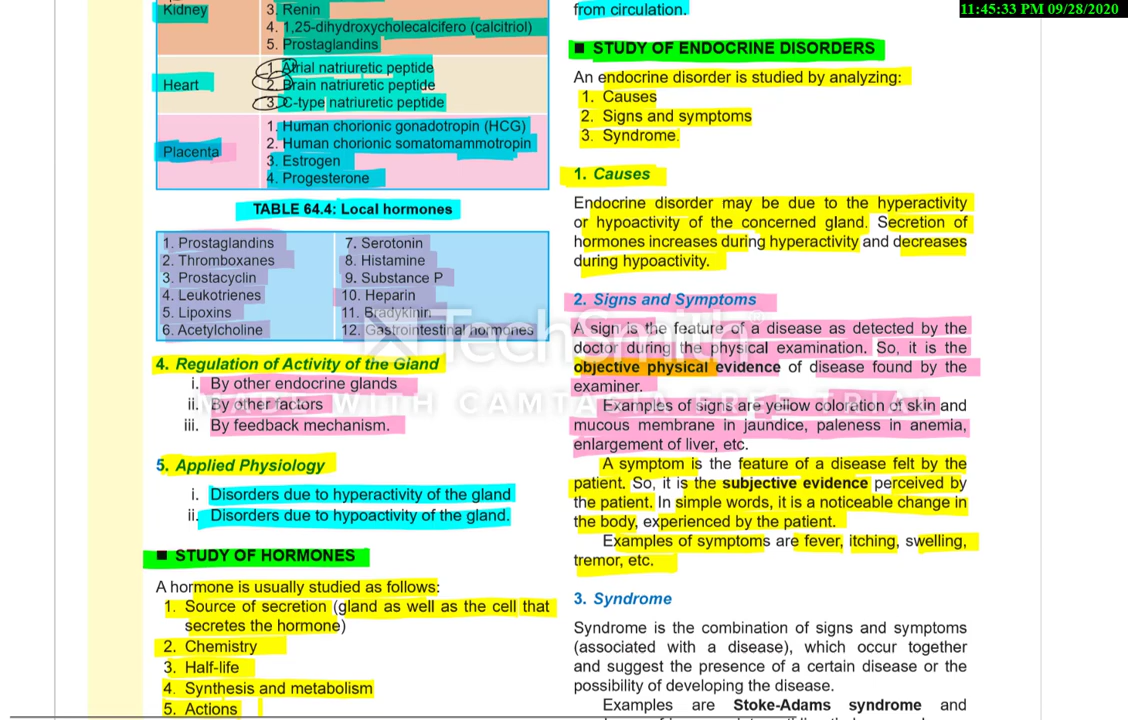 11:45:33 PM 09/28/2020
Kidney
3. Renin
4. 1,25-dihydroxycholecalcifero (calcitriol)
5. Prostaglandins
Heart
1. Atrial natriuretic peptide
2. Brain natriuretic peptide
3. C-type natriuretic peptide
Placenta
1. Human chorionic gonadotropin (HCG)
2. Human chorionic somatomammotropin
3. Estrogen
4. Progesterone
TABLE 64.4: Local hormones
1. Prostaglandins
2. Thromboxanes
3. Prostacyclin
4. Leukotrienes
5. Lipoxins
6. Acetylcholine
7. Serotonin
8. Histamine
9. Substance P
10. Heparin
11. Bradykinin
12. Gastrointestinal hormones
4. Regulation of Activity of the Gland
i. By other endocrine glands
ii. By other factors
iii. By feedback mechanism.
5. Applied Physiology
i. Disorders due to hyperactivity of the gland
ii. Disorders due to hypoactivity of the gland.
■ STUDY OF HORMONES
A hormone is usually studied as follows:
1. Source of secretion (gland as well as the cell that
secretes the hormone)
2. Chemistry
3. Half-life
4. Synthesis and metabolism
5. Actions
from circulation.
■ STUDY OF ENDOCRINE DISORDERS
An endocrine disorder is studied by analyzing:
1. Causes
2. Signs and symptoms
3. Syndrome.
1. Causes
Endocrine disorder may be due to the hyperactivity
or hypoactivity of the concerned gland. Secretion of
hormones increases during hyperactivity and decreases
during hypoactivity.
2. Signs and Symptoms
A sign is the feature of a disease as detected by the
doctor during the physical examination. So, it is the
objective physical evidence of disease found by the
examiner.
Examples of signs are yellow coloration of skin and
mucous membrane in jaundice, paleness in anemia,
enlargement of liver, etc.
A symptom is the feature of a disease felt by the
patient. So, it is the subjective evidence perceived by
the patient. In simple words, it is a noticeable change in
the body, experienced by the patient.
Examples of symptoms are fever, itching, swelling,
tremor, etc.
3. Syndrome
Syndrome is the combination of signs and symptoms
(associated with a disease), which occur together
and suggest the presence of a certain disease or the
possibility of developing the disease.
Examples are Stoke-Adams syndrome and
TechSmith®
MADE WITH CAMTASIA FREE TRIAL